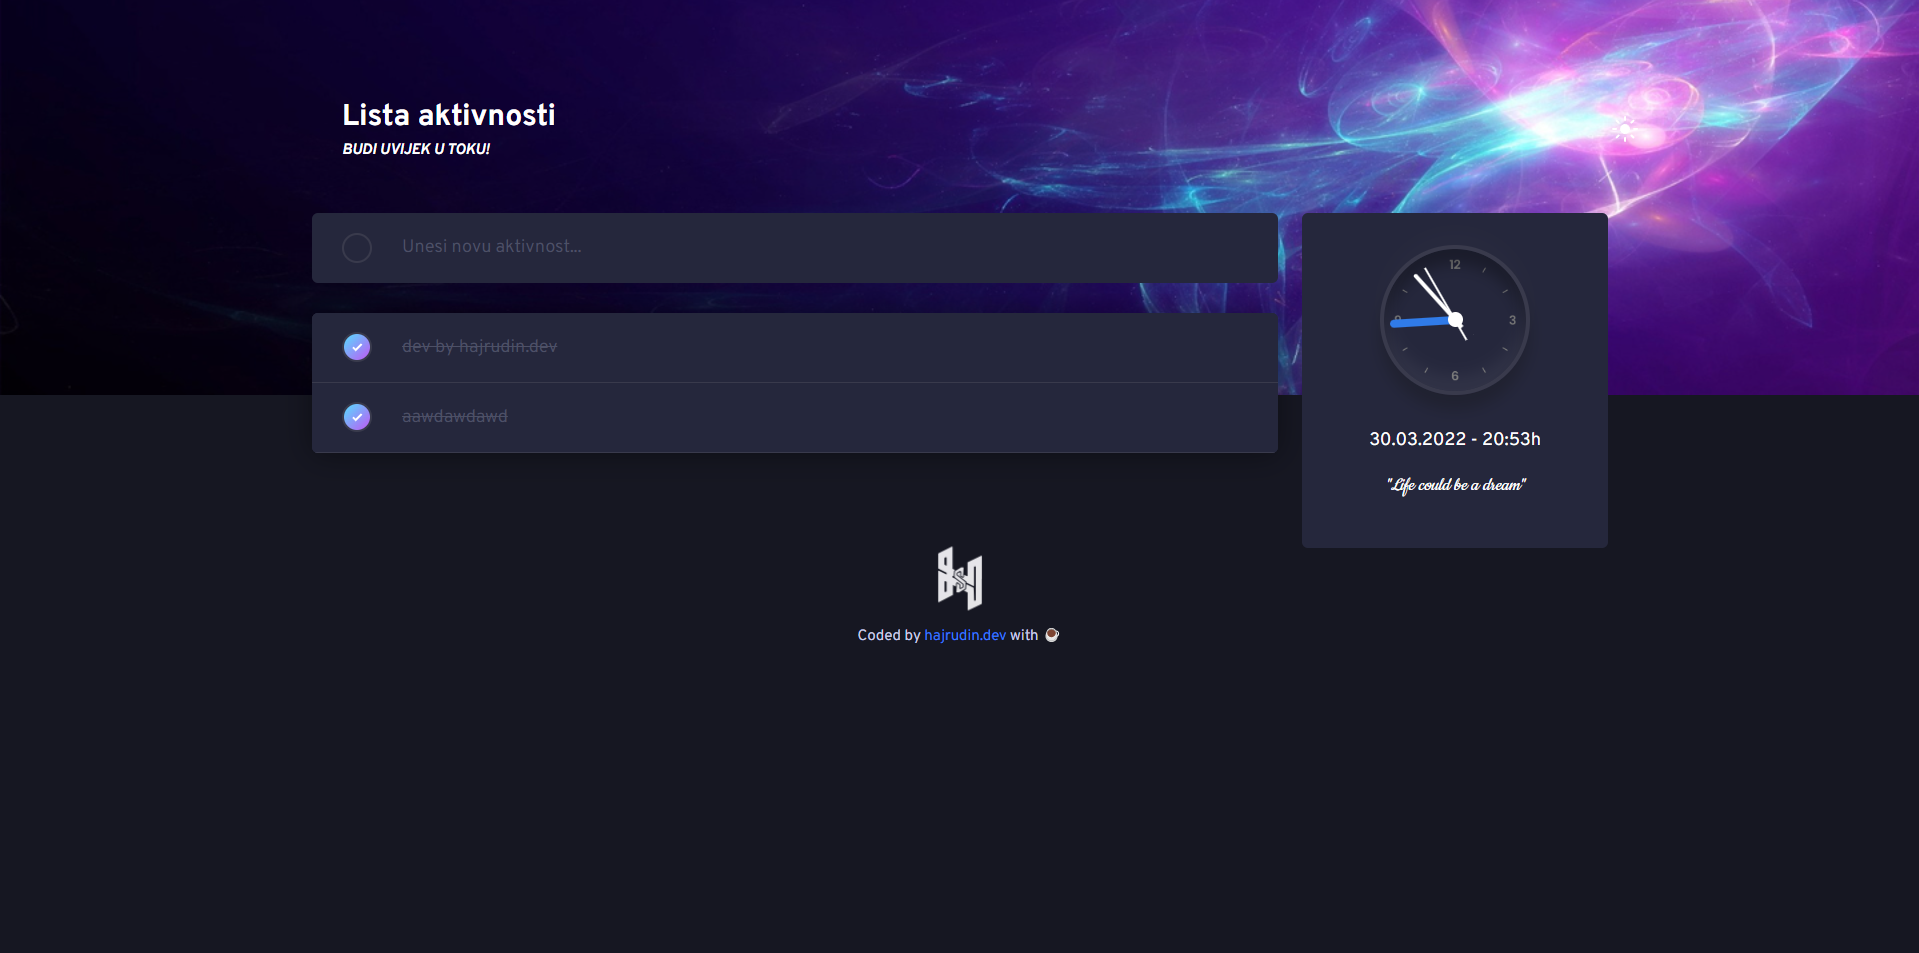 Lista aktivnosti
BUDI UVIJEK U TOKU!
Unesi novu aktivnost...
dev by hajrudin.dev
aawdawdawd
12
3
6
9
30.03.2022 - 20:53h
"Life could be a dream"
Coded by hajrudin.dev with ☕